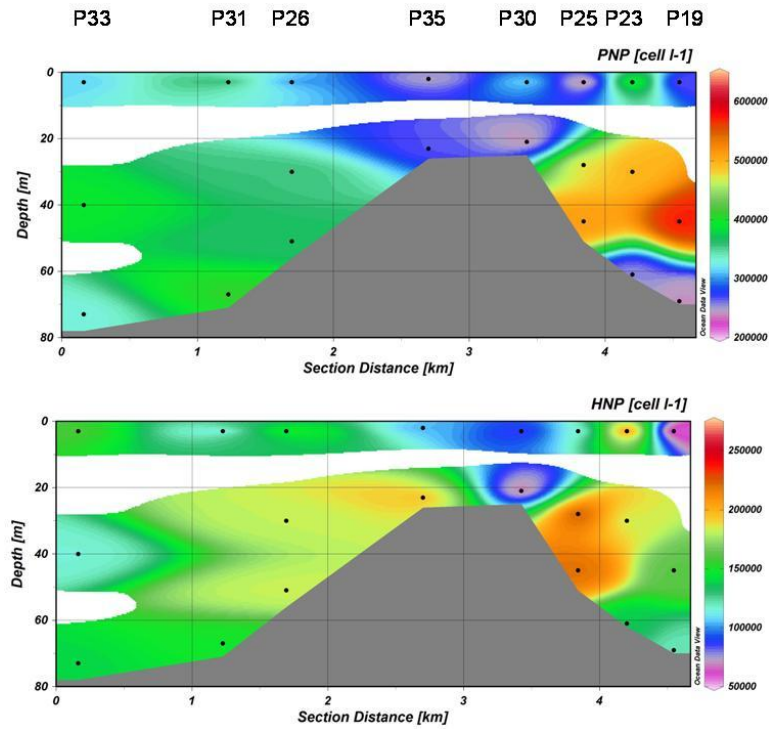 P33 P31 P26 P35 P30 P25 P23 P19
PNP [cell l-1]
0
20
40
60
80
Depth [m]
0 1 2 3 4
Section Distance [km]
Ocean Data View
600000
500000
400000
300000
200000
HNP [cell l-1]
0
20
40
60
80
Depth [m]
0 1 2 3 4
Section Distance [km]
Ocean Data View
250000
200000
150000
100000
50000